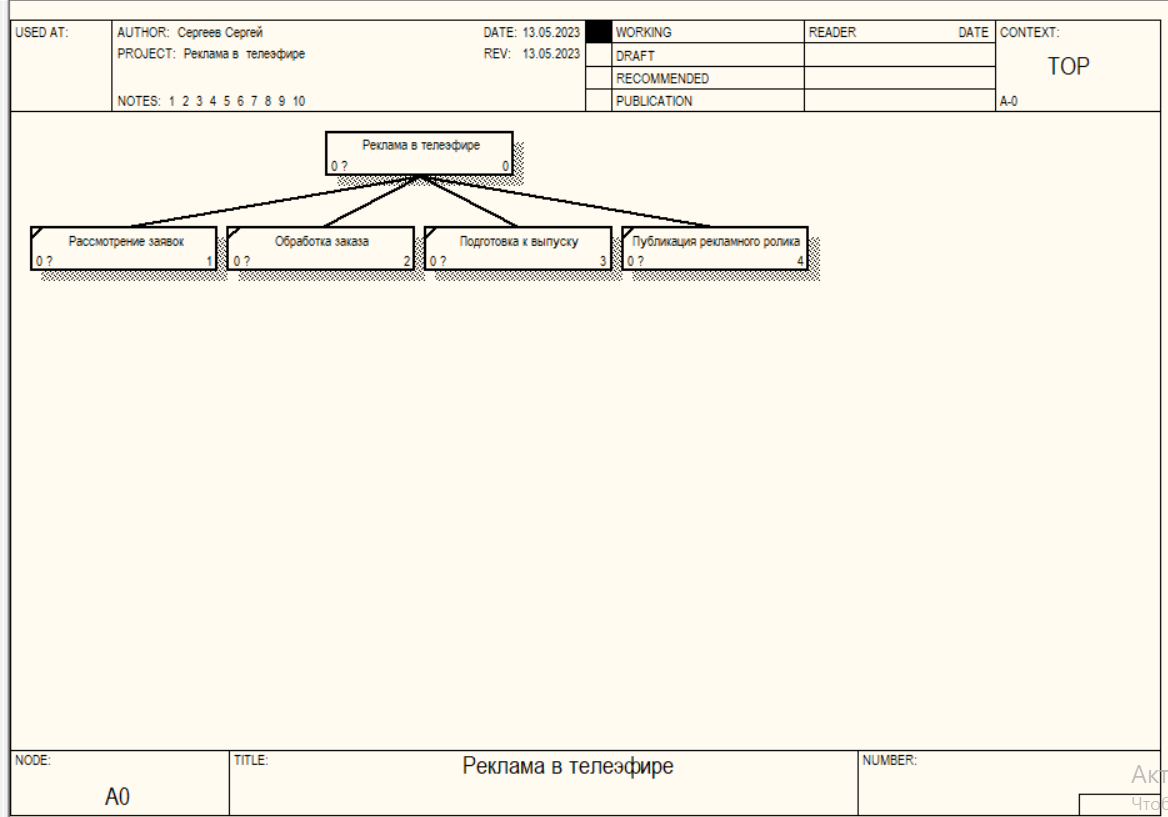 USED AT: AUTHOR: Сергеев Сергей DATE: 13.05.2023 WORKING READER DATE CONTEXT:
PROJECT: Реклама в телеэфире REV: 13.05.2023 DRAFT
TOP
RECOMMENDED
NOTES: 1 2 3 4 5 6 7 8 9 10 PUBLICATION A-0
Реклама в телеэфире
0 ? 0
Рассмотрение заявок Обработка заказа Подготовка к выпуску Публикация рекламного ролика
0 ? 1 0 ? 2 0 ? 3 0 ? 4
NODE: TITLE: Реклама в телеэфире NUMBER:
A0